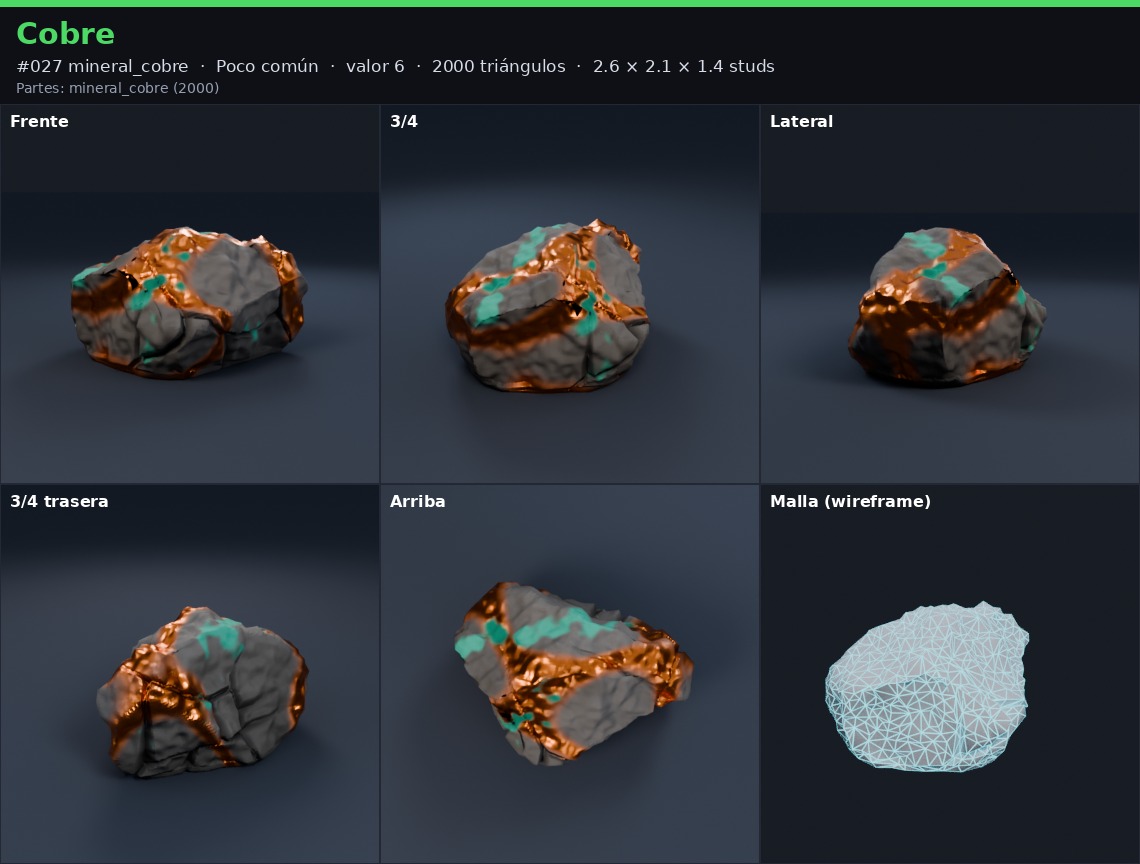 Cobre
#027 mineral_cobre · Poco común · valor 6 · 2000 triángulos · 2.6 × 2.1 × 1.4 studs
Partes: mineral_cobre (2000)
Frente
3/4
Lateral
3/4 trasera
Arriba
Malla (wireframe)